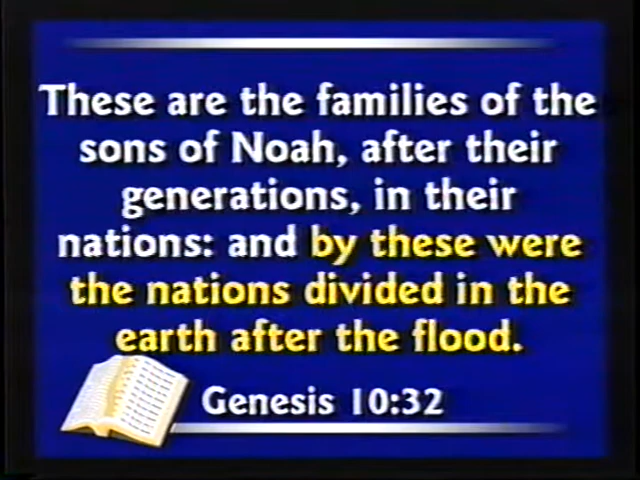 These are the families of the
sons of Noah, after their
generations, in their
nations: and by these were
the nations divided in the
earth after the flood.
Genesis 10:32